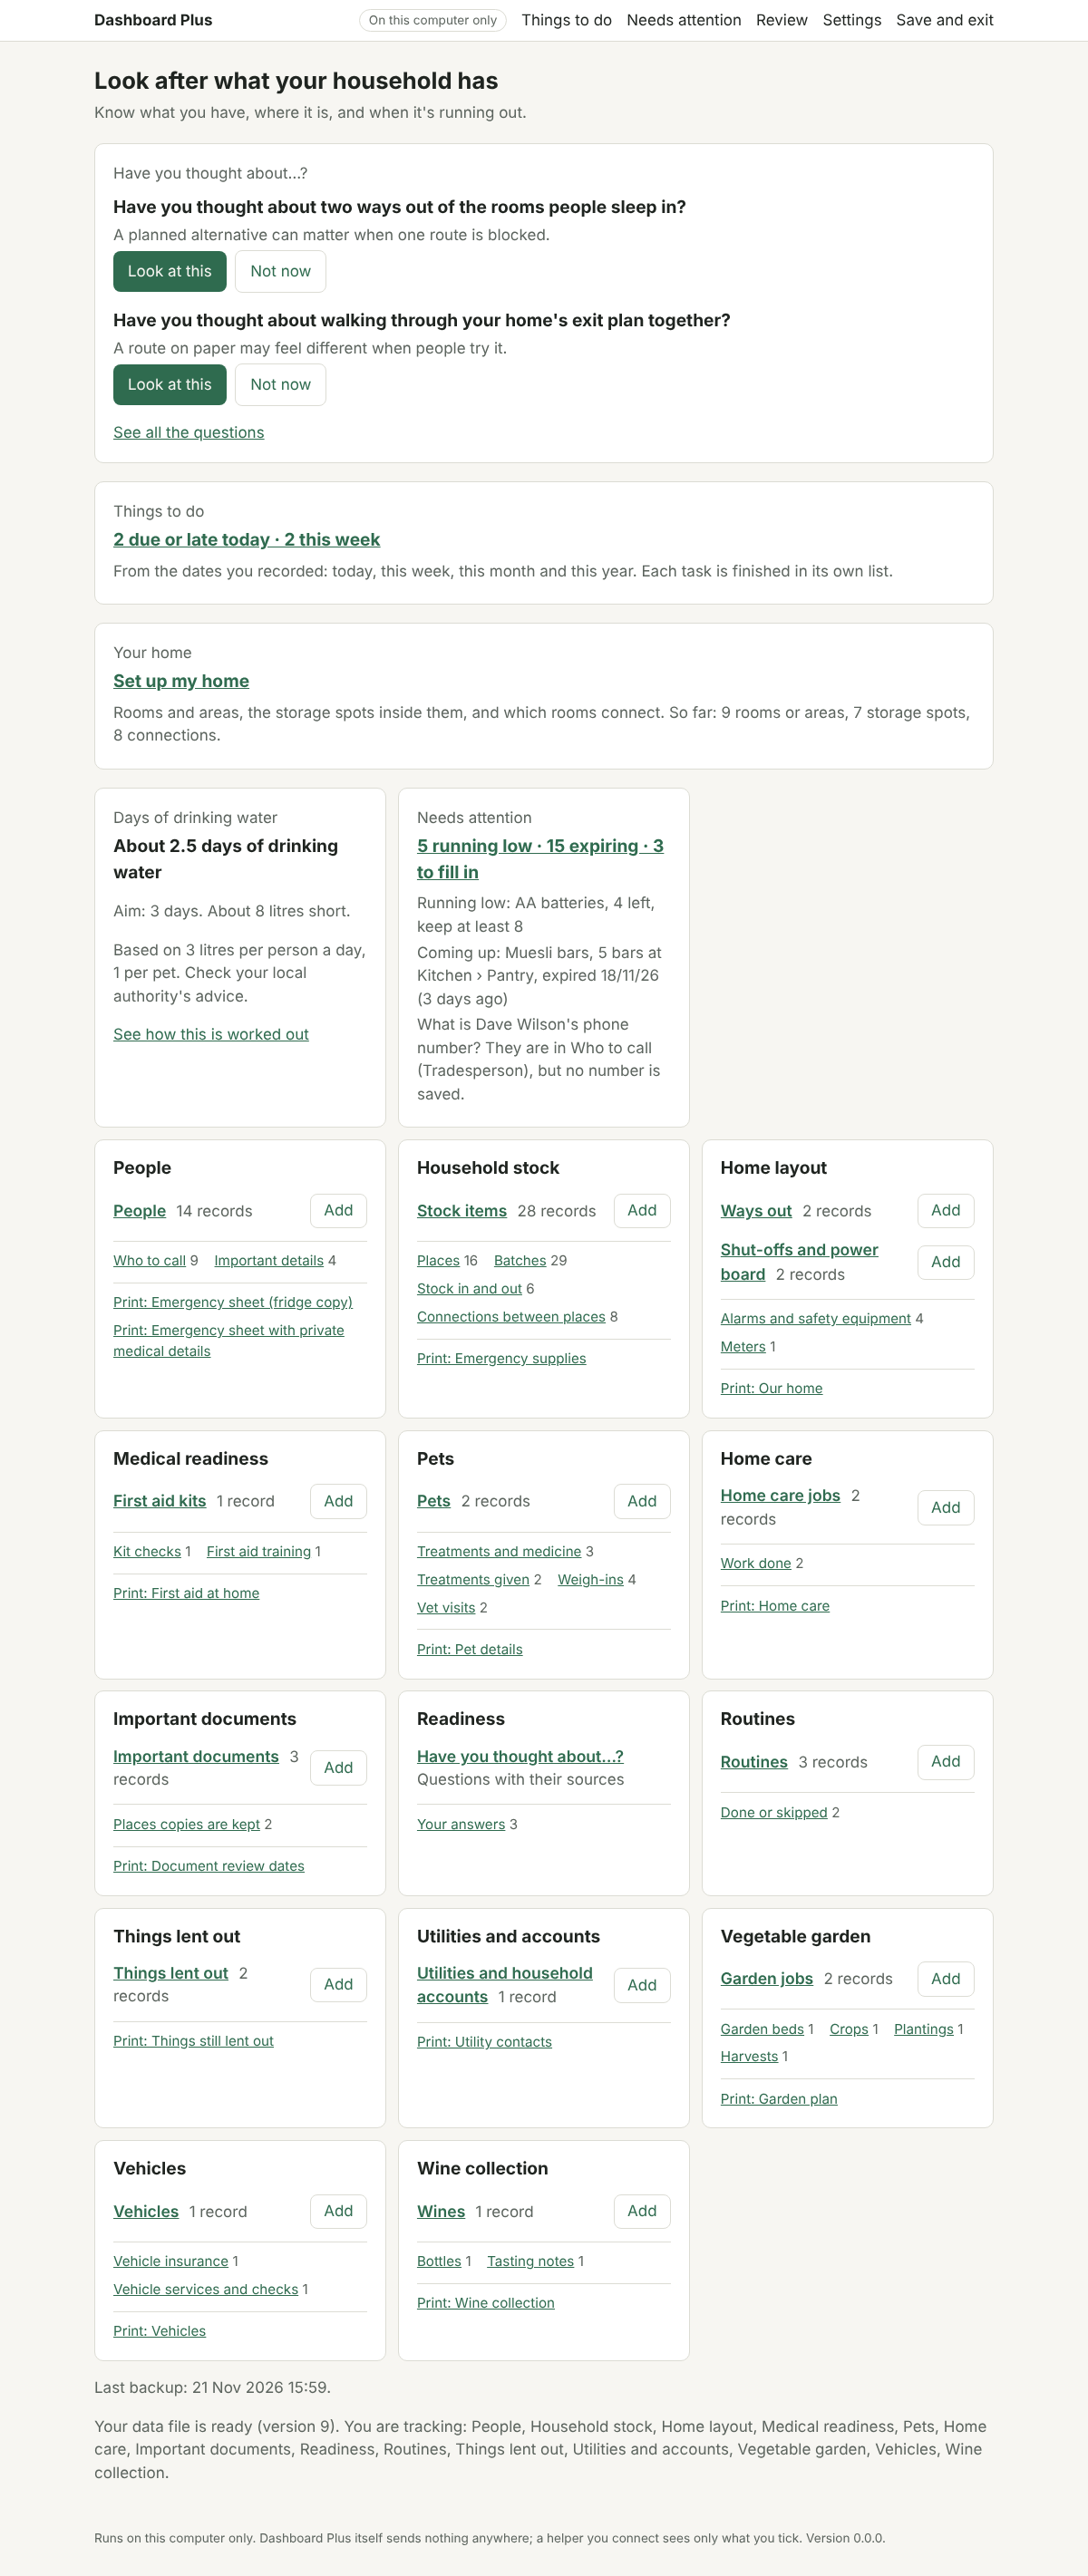 Dashboard Plus
On this computer only
Things to do
Needs attention
Review
Settings
Save and exit
Look after what your household has
Know what you have, where it is, and when it's running out.
Have you thought about...?
Have you thought about two ways out of the rooms people sleep in?
A planned alternative can matter when one route is blocked.
Look at this
Not now
Have you thought about walking through your home's exit plan together?
A route on paper may feel different when people try it.
Look at this
Not now
See all the questions
Things to do
2 due or late today · 2 this week
From the dates you recorded: today, this week, this month and this year. Each task is finished in its own list.
Your home
Set up my home
Rooms and areas, the storage spots inside them, and which rooms connect. So far: 9 rooms or areas, 7 storage spots,
8 connections.
Days of drinking water
About 2.5 days of drinking
water
Aim: 3 days. About 8 litres short.
Based on 3 litres per person a day,
1 per pet. Check your local
authority's advice.
See how this is worked out
Needs attention
5 running low · 15 expiring · 3
to fill in
Running low: AA batteries, 4 left,
keep at least 8
Coming up: Muesli bars, 5 bars at
Kitchen › Pantry, expired 18/11/26
(3 days ago)
What is Dave Wilson's phone
number? They are in Who to call
(Tradesperson), but no number is
saved.
People
People 14 records
Add
Who to call 9 Important details 4
Print: Emergency sheet (fridge copy)
Print: Emergency sheet with private
medical details
Household stock
Stock items 28 records
Add
Places 16 Batches 29
Stock in and out 6
Connections between places 8
Print: Emergency supplies
Home layout
Ways out 2 records
Add
Shut-offs and power
board 2 records
Add
Alarms and safety equipment 4
Meters 1
Print: Our home
Medical readiness
First aid kits 1 record
Add
Kit checks 1 First aid training 1
Print: First aid at home
Pets
Pets 2 records
Add
Treatments and medicine 3
Treatments given 2 Weigh-ins 4
Vet visits 2
Print: Pet details
Home care
Home care jobs 2
records
Add
Work done 2
Print: Home care
Important documents
Important documents 3
records
Add
Places copies are kept 2
Print: Document review dates
Readiness
Have you thought about...?
Questions with their sources
Your answers 3
Routines
Routines 3 records
Add
Done or skipped 2
Things lent out
Things lent out 2
records
Add
Print: Things still lent out
Utilities and accounts
Utilities and household
accounts 1 record
Add
Print: Utility contacts
Vegetable garden
Garden jobs 2 records
Add
Garden beds 1 Crops 1 Plantings 1
Harvests 1
Print: Garden plan
Vehicles
Vehicles 1 record
Add
Vehicle insurance 1
Vehicle services and checks 1
Print: Vehicles
Wine collection
Wines 1 record
Add
Bottles 1 Tasting notes 1
Print: Wine collection
Last backup: 21 Nov 2026 15:59.
Your data file is ready (version 9). You are tracking: People, Household stock, Home layout, Medical readiness, Pets, Home
care, Important documents, Readiness, Routines, Things lent out, Utilities and accounts, Vegetable garden, Vehicles, Wine
collection.
Runs on this computer only. Dashboard Plus itself sends nothing anywhere; a helper you connect sees only what you tick. Version 0.0.0.